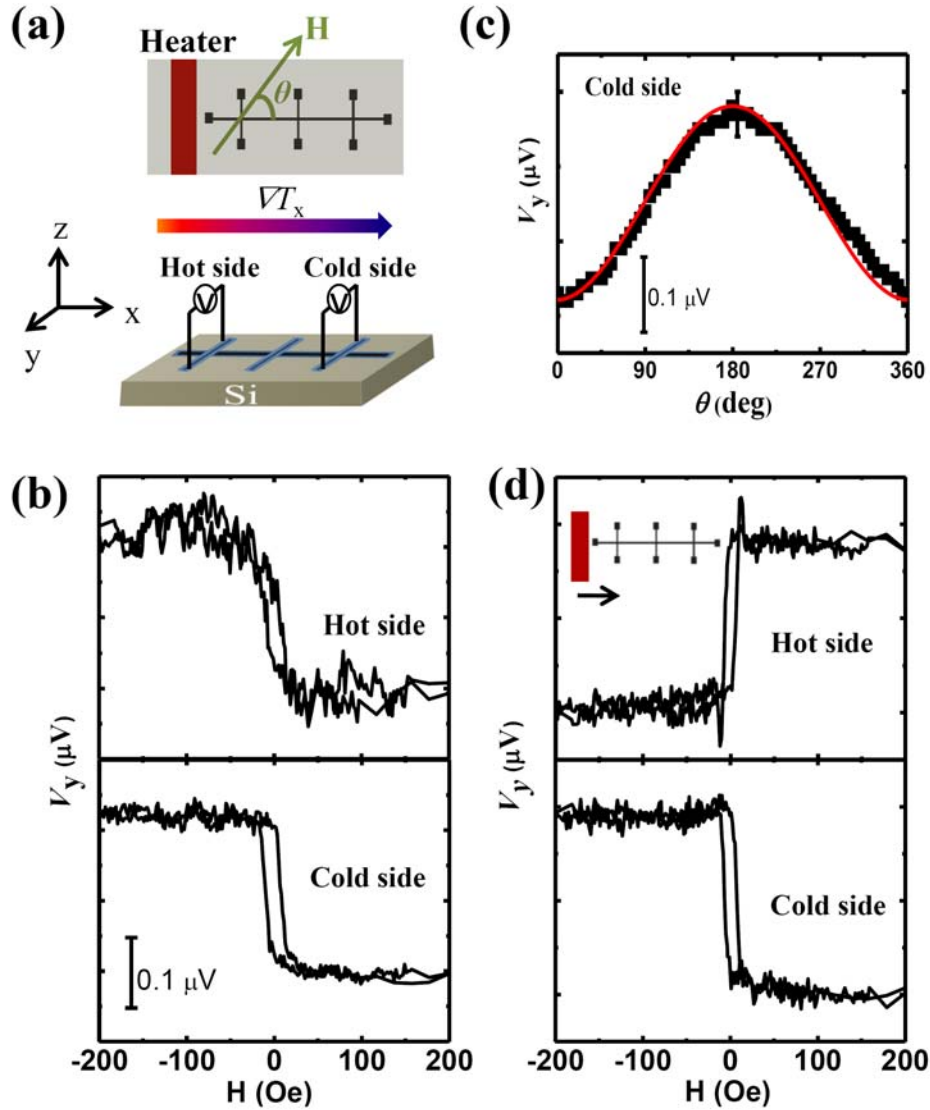 (a)
Heater
H
θ
∇Tx
Hot side
Cold side
V
V
z
x
y
Si
(c)
Cold side
Vy (μV)
0.1 μV
0
90
180
270
360
θ (deg)
(b)
Hot side
Vy (μV)
Cold side
0.1 μV
-200
-100
0
100
200
H (Oe)
(d)
Hot side
Vy (μV)
Cold side
-200
-100
0
100
200
H (Oe)